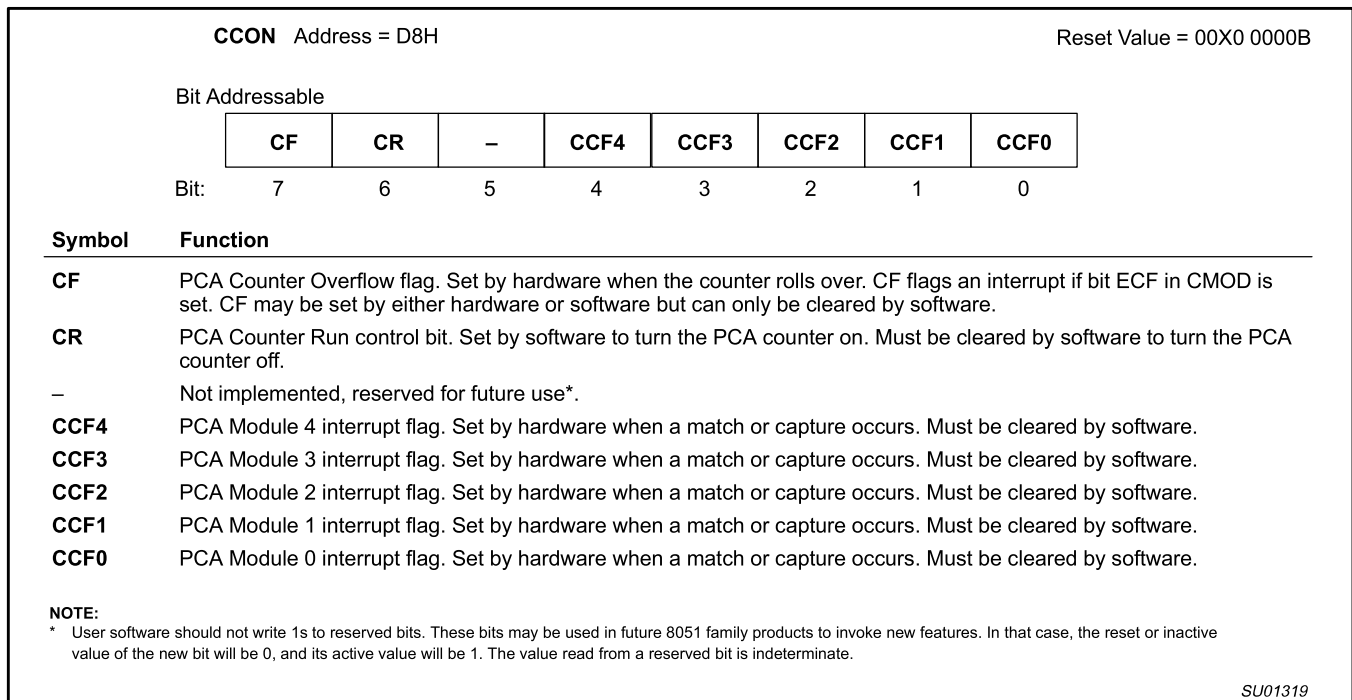 CCON Address = D8H Reset Value = 00X0 0000B
Bit Addressable
CF CR – CCF4 CCF3 CCF2 CCF1 CCF0
Bit: 7 6 5 4 3 2 1 0
Symbol Function
CF PCA Counter Overflow flag. Set by hardware when the counter rolls over. CF flags an interrupt if bit ECF in CMOD is
set. CF may be set by either hardware or software but can only be cleared by software.
CR PCA Counter Run control bit. Set by software to turn the PCA counter on. Must be cleared by software to turn the PCA
counter off.
– Not implemented, reserved for future use*.
CCF4 PCA Module 4 interrupt flag. Set by hardware when a match or capture occurs. Must be cleared by software.
CCF3 PCA Module 3 interrupt flag. Set by hardware when a match or capture occurs. Must be cleared by software.
CCF2 PCA Module 2 interrupt flag. Set by hardware when a match or capture occurs. Must be cleared by software.
CCF1 PCA Module 1 interrupt flag. Set by hardware when a match or capture occurs. Must be cleared by software.
CCF0 PCA Module 0 interrupt flag. Set by hardware when a match or capture occurs. Must be cleared by software.
NOTE:
* User software should not write 1s to reserved bits. These bits may be used in future 8051 family products to invoke new features. In that case, the reset or inactive
value of the new bit will be 0, and its active value will be 1. The value read from a reserved bit is indeterminate.
SU01319